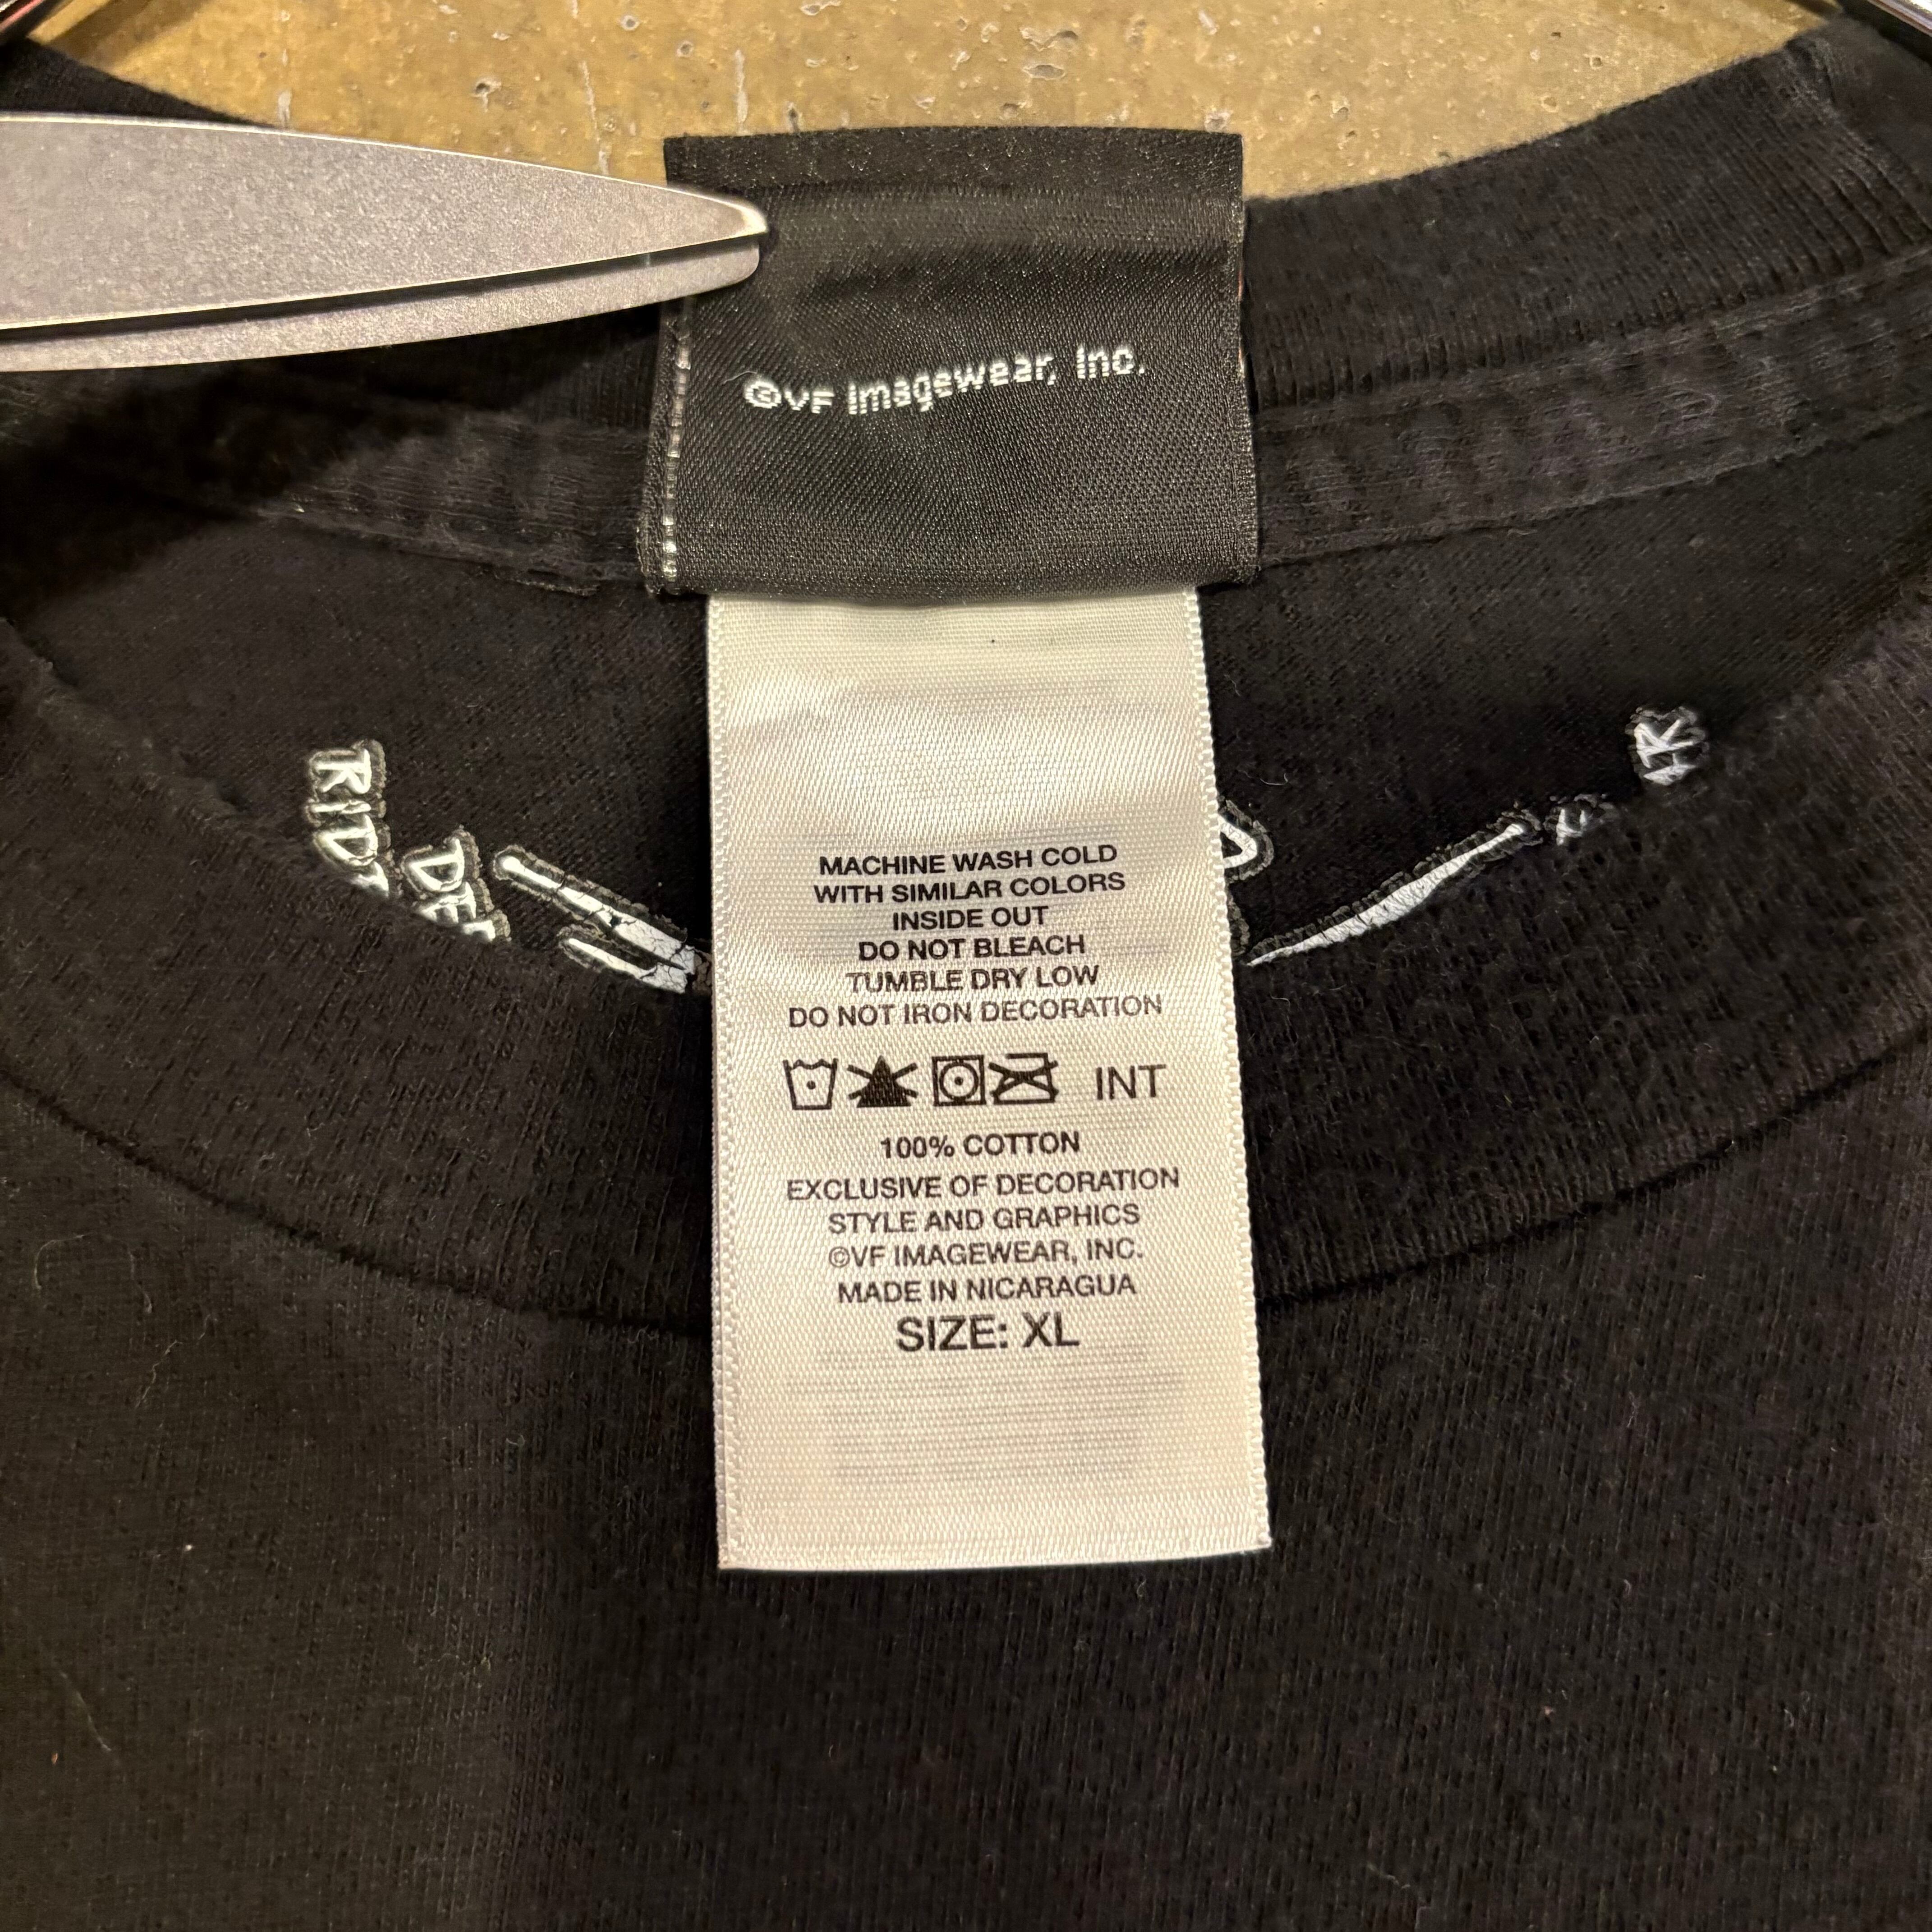 ©VF Imagewear, Inc.
RIDE
MACHINE WASH COLD
WITH SIMILAR COLORS
INSIDE OUT
DO NOT BLEACH
TUMBLE DRY LOW
DO NOT IRON DECORATION
INT
100% COTTON
EXCLUSIVE OF DECORATION
STYLE AND GRAPHICS
©VF IMAGEWEAR, INC.
MADE IN NICARAGUA
SIZE: XL